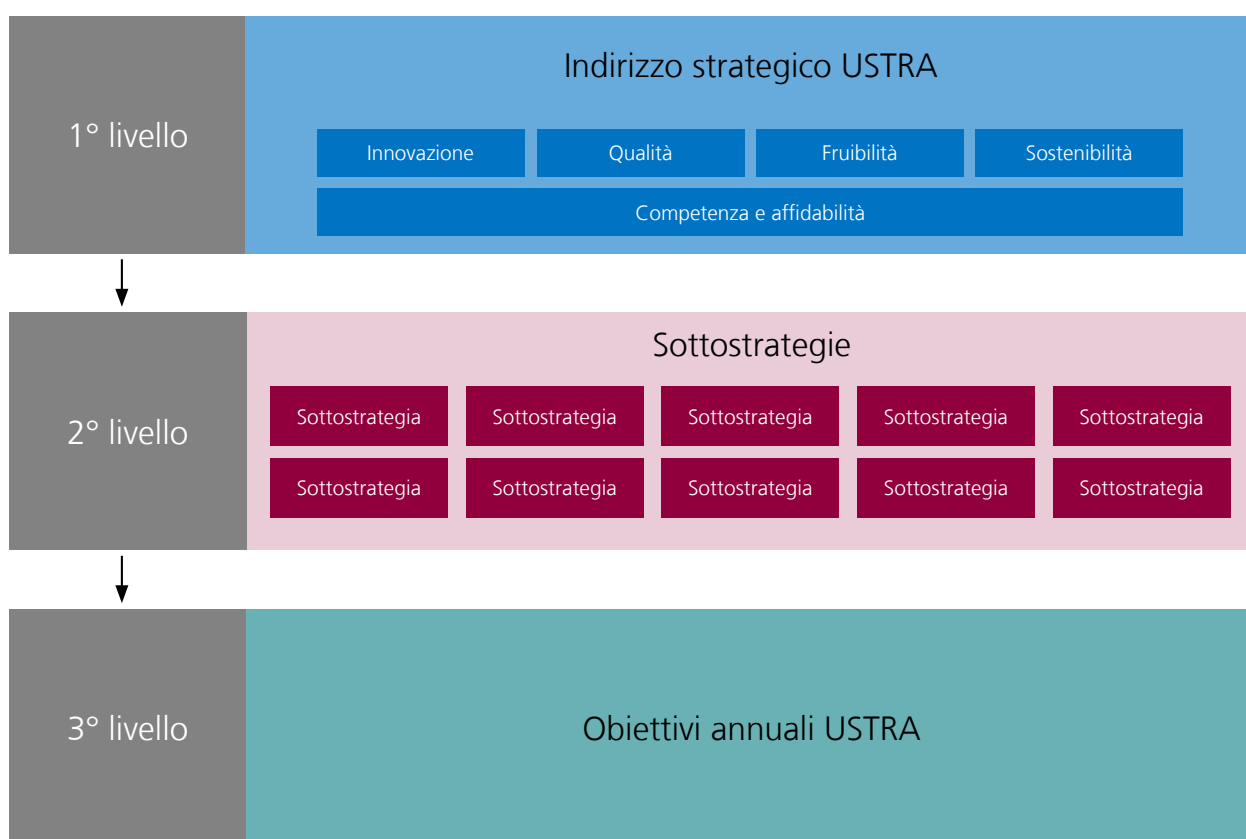 1° livello
Indirizzo strategico USTRA
Innovazione
Qualità
Fruibilità
Sostenibilità
Competenza e affidabilità
2° livello
Sottostrategie
Sottostrategia
Sottostrategia
Sottostrategia
Sottostrategia
Sottostrategia
Sottostrategia
Sottostrategia
Sottostrategia
Sottostrategia
Sottostrategia
3° livello
Obiettivi annuali USTRA